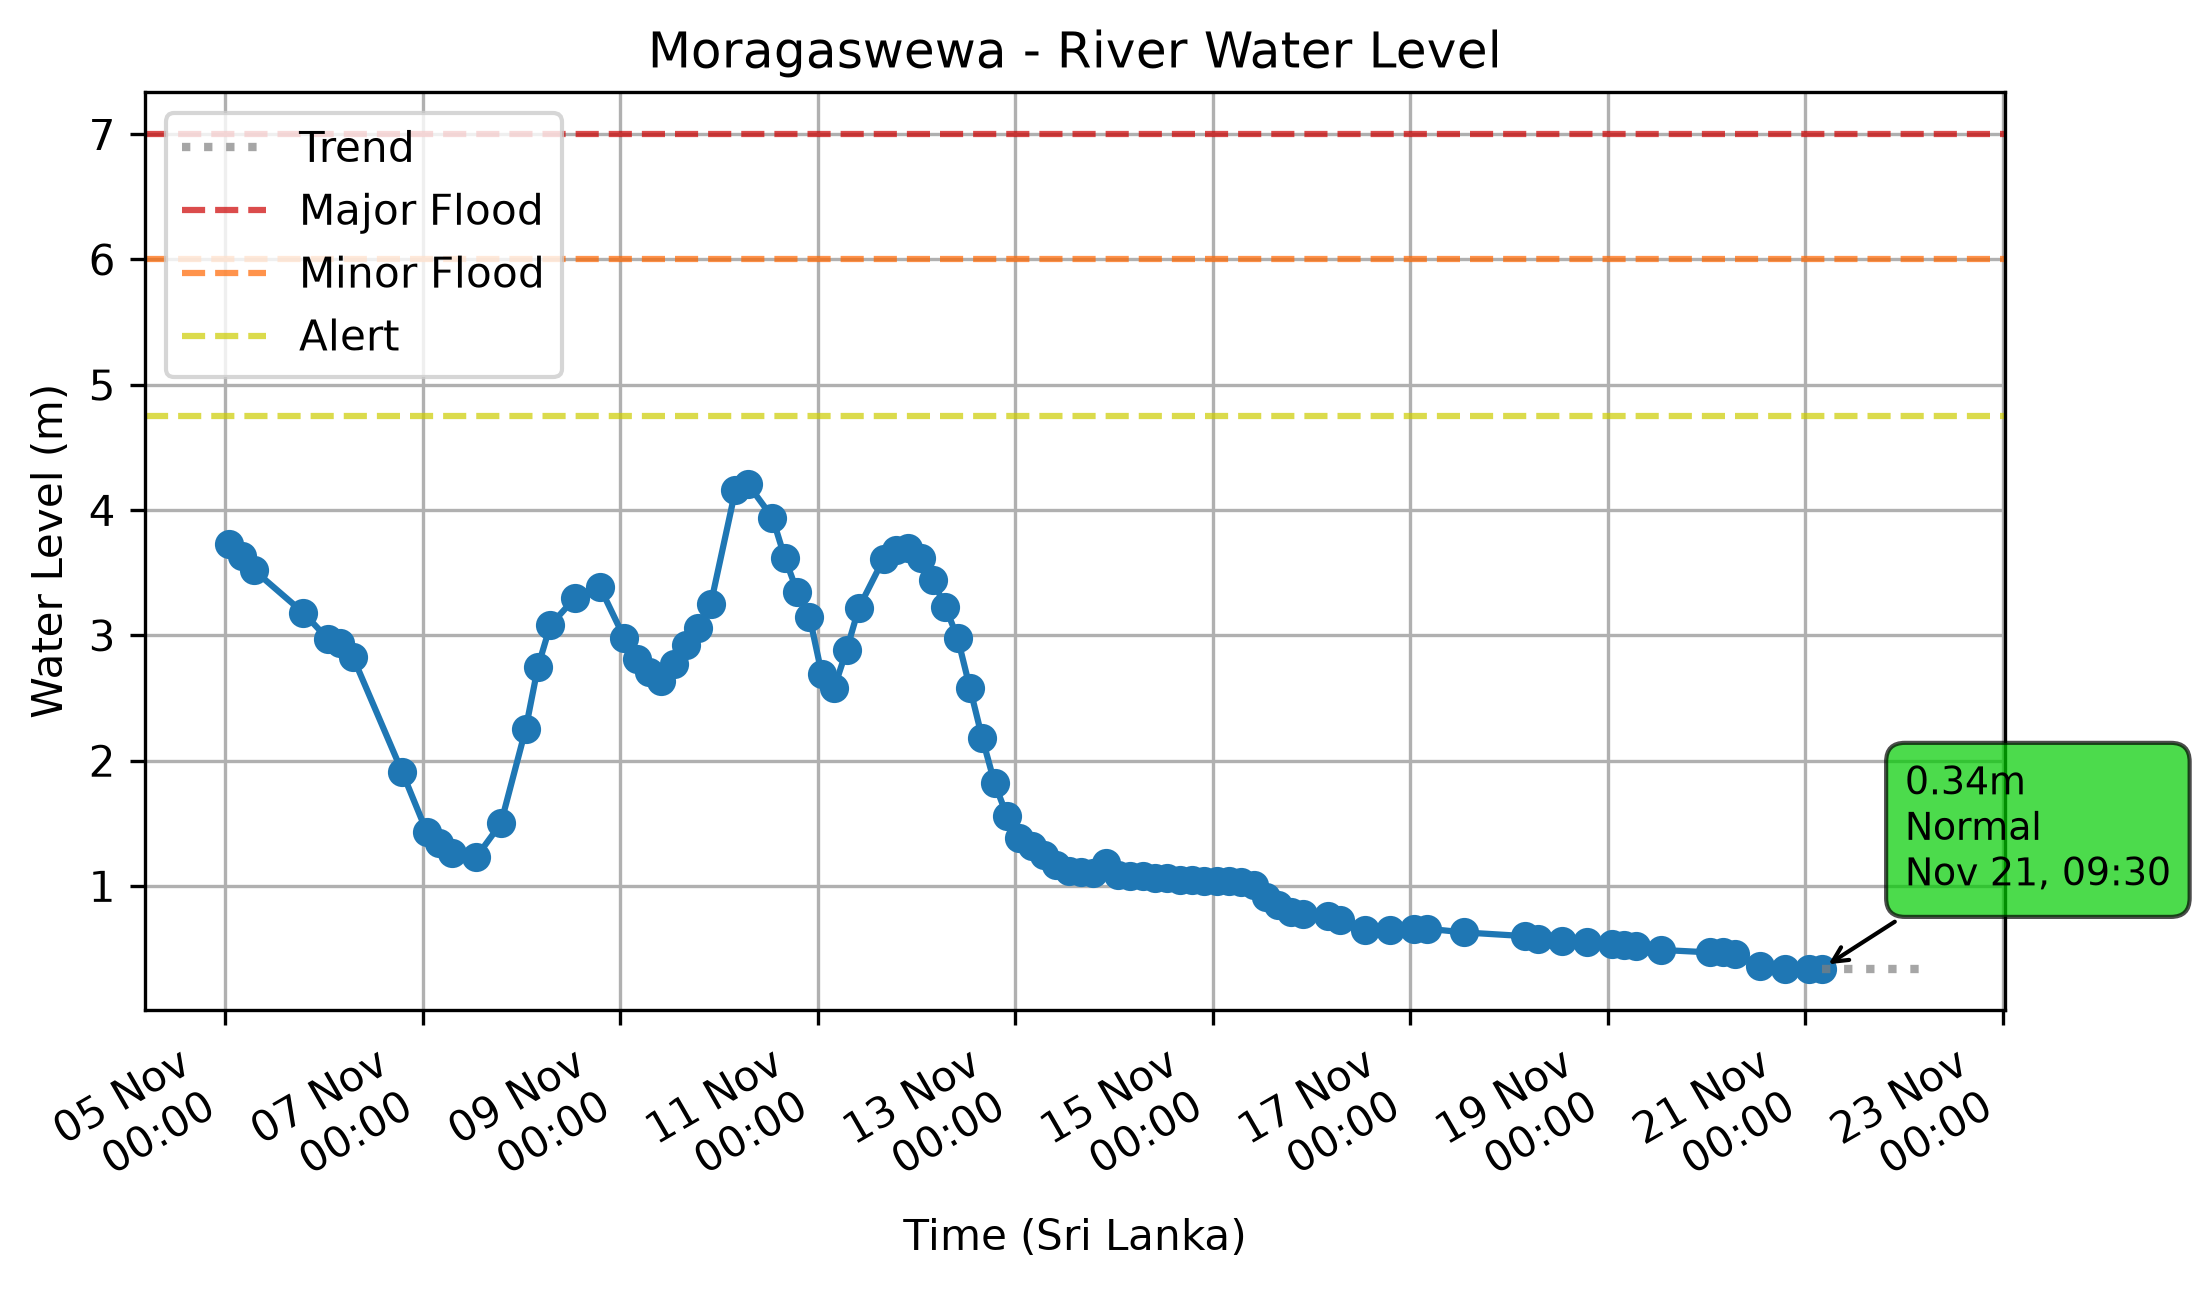 Moragaswewa - River Water Level
Trend
Major Flood
Minor Flood
Alert
Water Level (m)
7
6
5
4
3
2
1
0.34m
Normal
Nov 21, 09:30
05 Nov
00:00
07 Nov
00:00
09 Nov
00:00
11 Nov
00:00
13 Nov
00:00
15 Nov
00:00
17 Nov
00:00
19 Nov
00:00
21 Nov
00:00
23 Nov
00:00
Time (Sri Lanka)